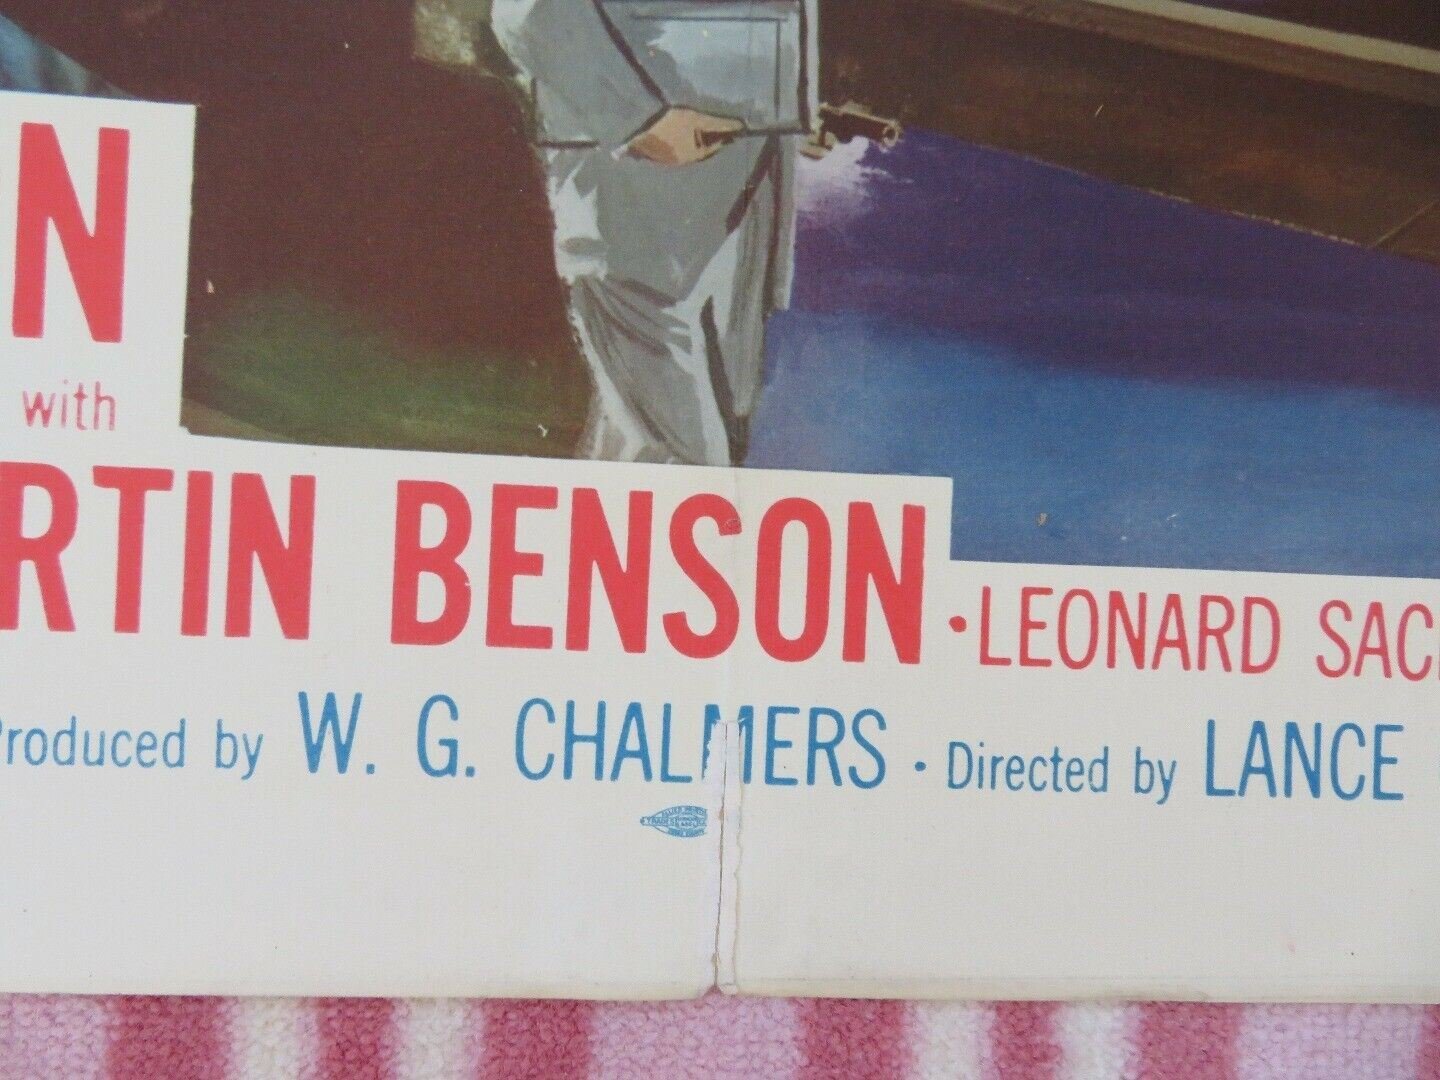 N
with
RTIN BENSON · LEONARD SAC
Produced by W. G. CHALMERS · Directed by LANCE